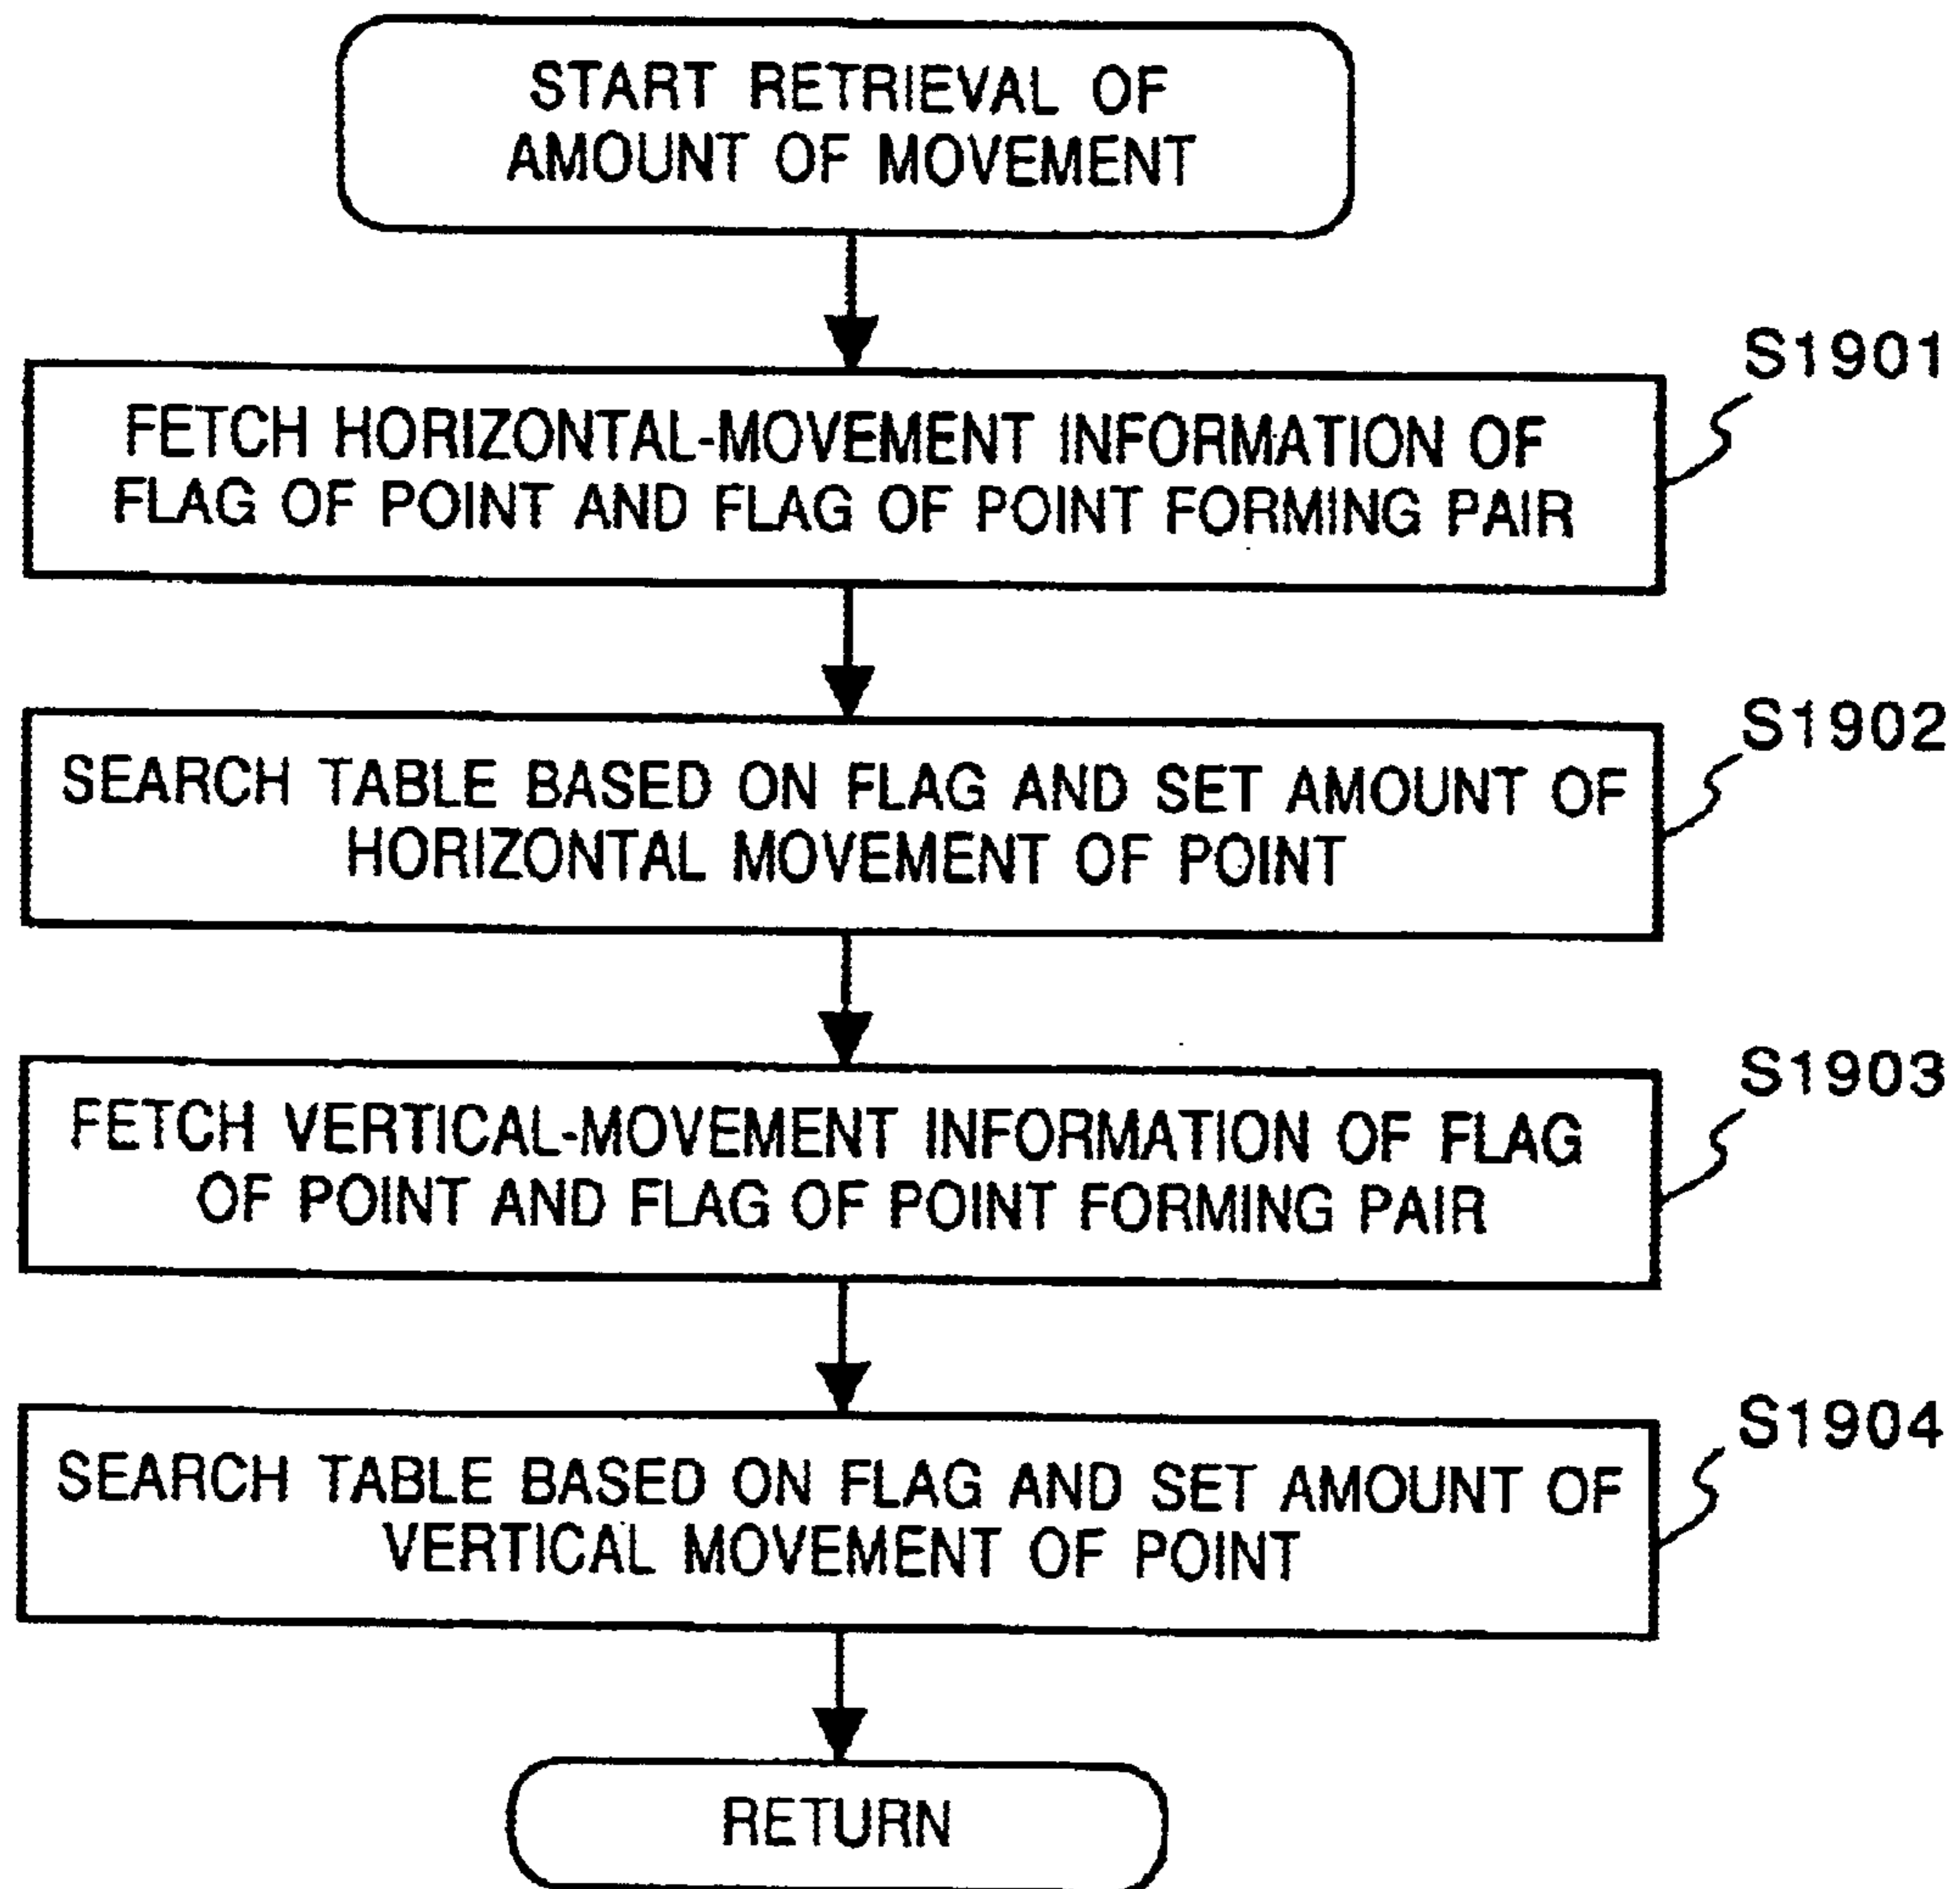 START RETRIEVAL OF
AMOUNT OF MOVEMENT
S1901
FETCH HORIZONTAL-MOVEMENT INFORMATION OF
FLAG OF POINT AND FLAG OF POINT FORMING PAIR
S1902
SEARCH TABLE BASED ON FLAG AND SET AMOUNT OF
HORIZONTAL MOVEMENT OF POINT
S1903
FETCH VERTICAL-MOVEMENT INFORMATION OF FLAG
OF POINT AND FLAG OF POINT FORMING PAIR
S1904
SEARCH TABLE BASED ON FLAG AND SET AMOUNT OF
VERTICAL MOVEMENT OF POINT
RETURN